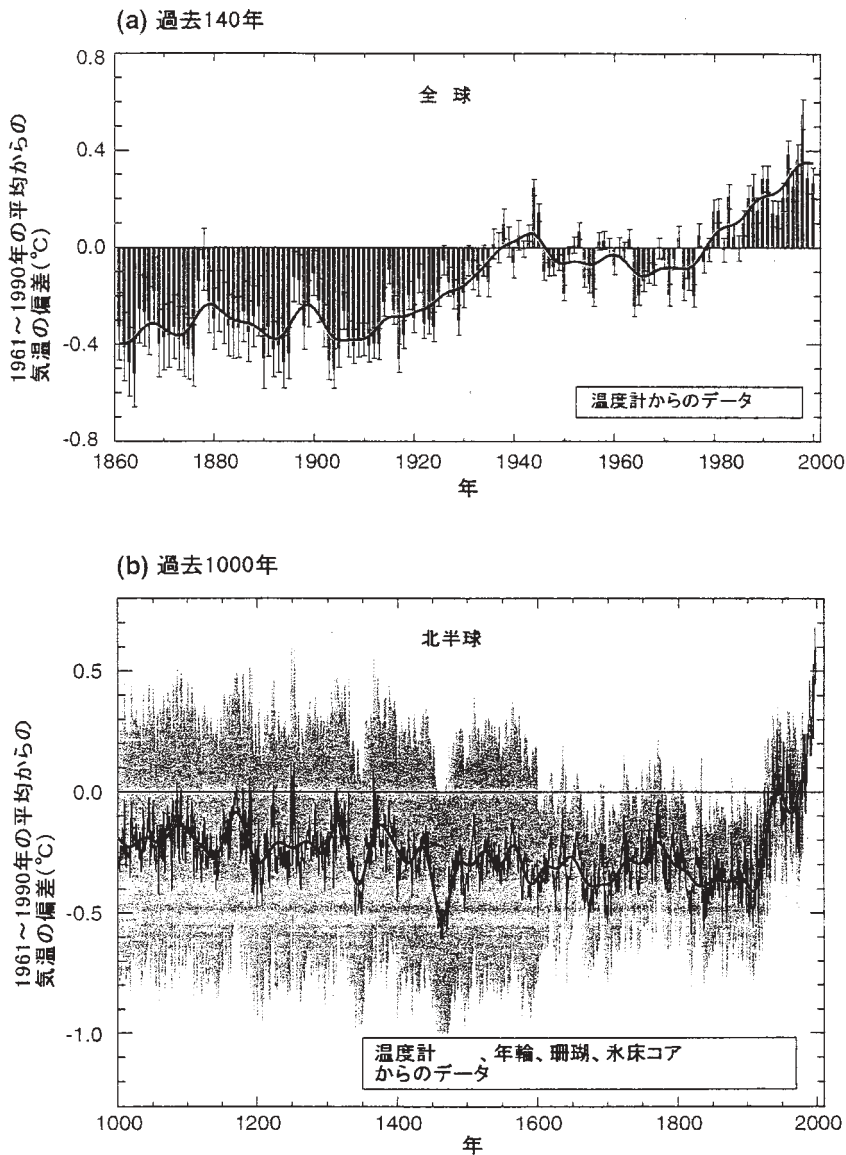 (a) 過去140年
0.8
0.4
0.0
-0.4
-0.8
1961～1990年の平均からの
気温の偏差(℃)
全 球
温度計からのデータ
1860 1880 1900 1920 1940 1960 1980 2000
年
(b) 過去1000年
0.5
0.0
-0.5
-1.0
1961～1990年の平均からの
気温の偏差(℃)
北半球
温度計 、年輪、珊瑚、氷床コア
からのデータ
1000 1200 1400 1600 1800 2000
年